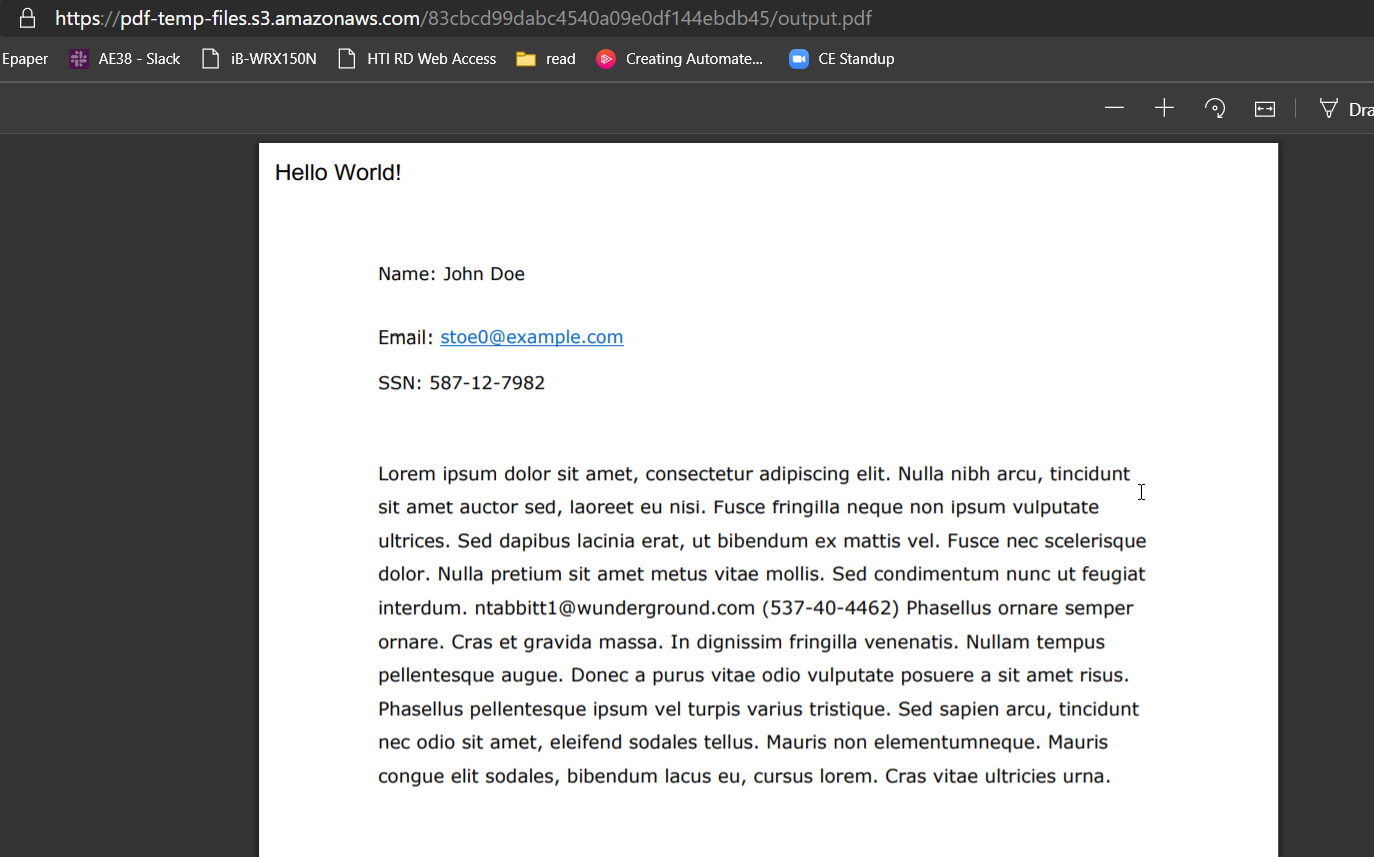 https://pdf-temp-files.s3.amazonaws.com/83cbcd99dabc4540a09e0df144ebdb45/output.pdf
Epaper AE38 - Slack iB-WRX150N HTI RD Web Access read Creating Automate... CE Standup
Dra
Hello World!
Name: John Doe
Email: stoe0@example.com
SSN: 587-12-7982
Lorem ipsum dolor sit amet, consectetur adipiscing elit. Nulla nibh arcu, tincidunt
sit amet auctor sed, laoreet eu nisi. Fusce fringilla neque non ipsum vulputate
ultrices. Sed dapibus lacinia erat, ut bibendum ex mattis vel. Fusce nec scelerisque
dolor. Nulla pretium sit amet metus vitae mollis. Sed condimentum nunc ut feugiat
interdum. ntabbitt1@wunderground.com (537-40-4462) Phasellus ornare semper
ornare. Cras et gravida massa. In dignissim fringilla venenatis. Nullam tempus
pellentesque augue. Donec a purus vitae odio vulputate posuere a sit amet risus.
Phasellus pellentesque ipsum vel turpis varius tristique. Sed sapien arcu, tincidunt
nec odio sit amet, eleifend sodales tellus. Mauris non elementumneque. Mauris
congue elit sodales, bibendum lacus eu, cursus lorem. Cras vitae ultricies urna.